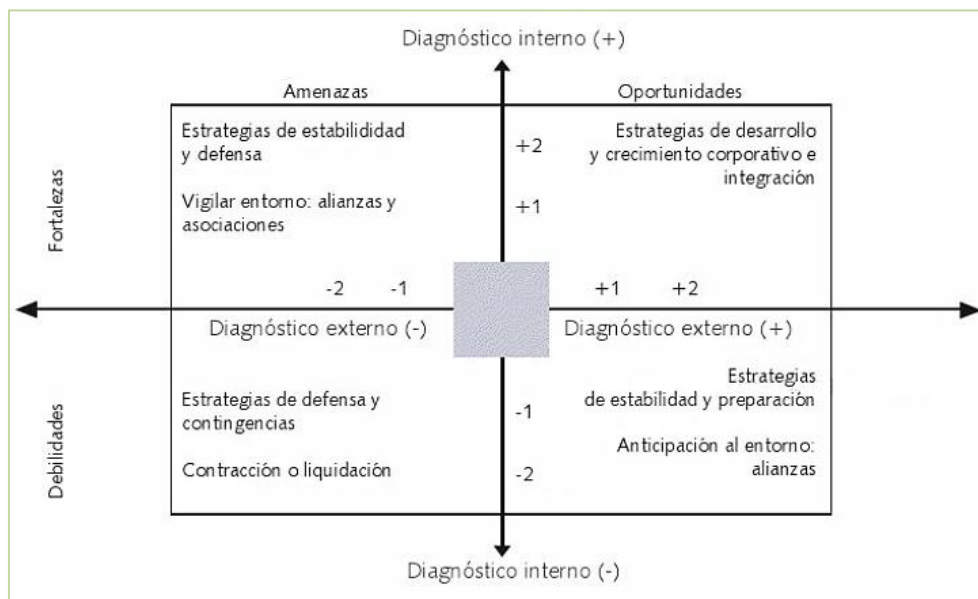 Diagnóstico interno (+)
Amenazas
Oportunidades
Fortalezas
Estrategias de estabilididad
y defensa
Vigilar entorno: alianzas y
asociaciones
+2
+1
Estrategias de desarrollo
y crecimiento corporativo e
integración
-2
-1
+1
+2
Diagnóstico externo (-)
Diagnóstico externo (+)
Debilidades
Estrategias de defensa y
contingencias
Contracción o liquidación
-1
-2
Estrategias
de estabilidad y preparación
Anticipación al entorno:
alianzas
Diagnóstico interno (-)